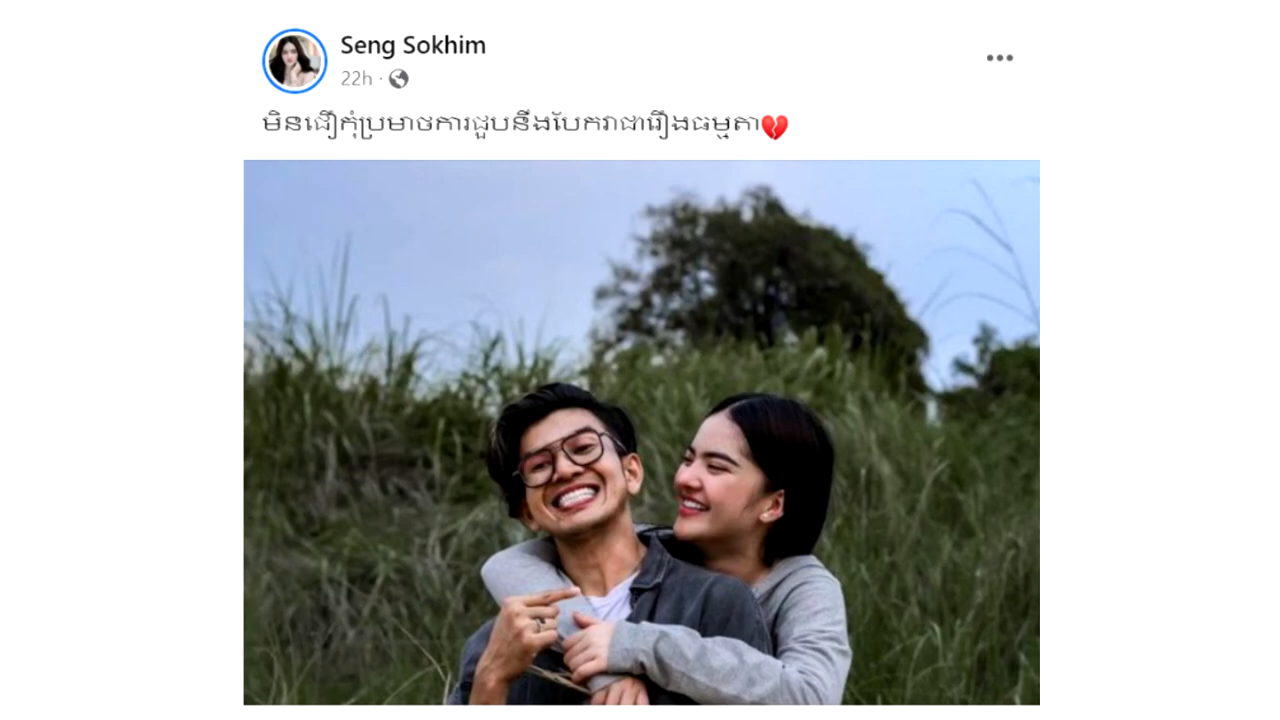 Seng Sokhim
22h ·
មិនជឿកុំប្រមាថការជួបនឹងបែកវាជារឿងធម្មតា💔